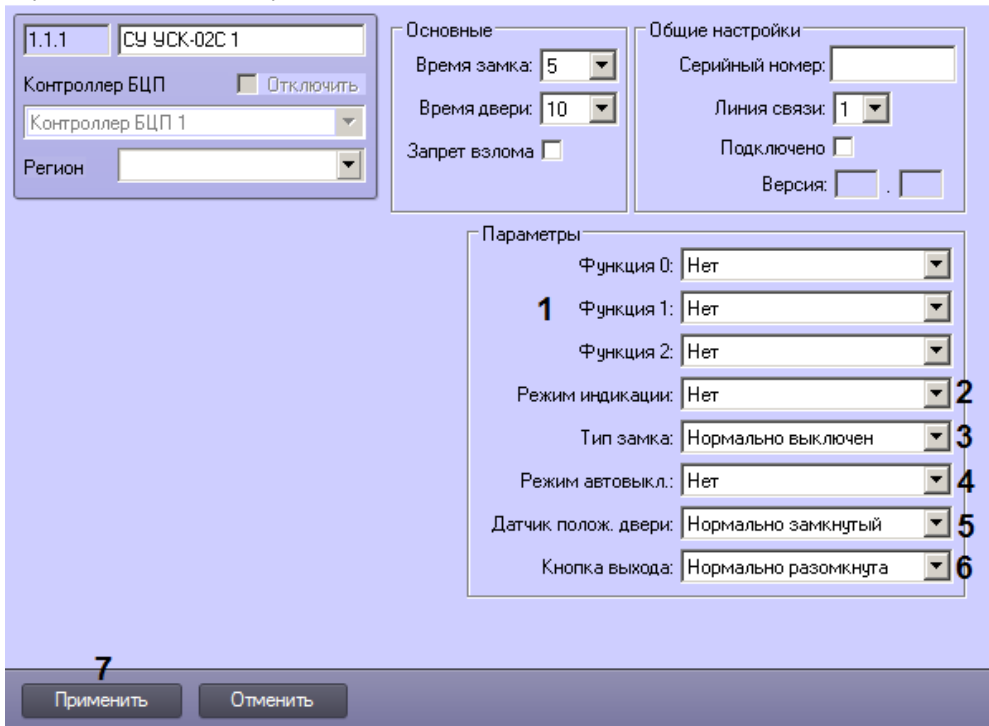 1.1.1 СУ УСК-02С 1
Контроллер БЦП Отключить
Контроллер БЦП 1
Регион
Основные
Время замка: 5
Время двери: 10
Запрет взлома
Общие настройки
Серийный номер:
Линия связи: 1
Подключено
Версия: .
Параметры
Функция 0: Нет
1 Функция 1: Нет
Функция 2: Нет
Режим индикации: Нет 2
Тип замка: Нормально выключен 3
Режим автовыкл.: Нет 4
Датчик полож. двери: Нормально замкнутый 5
Кнопка выхода: Нормально разомкнута 6
7
Применить Отменить